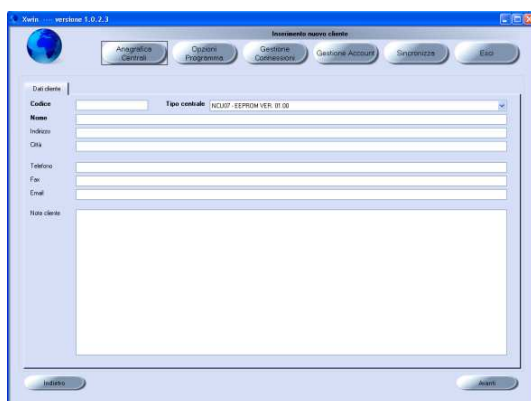 Xwin ---- versione 1.0.2.3
Inserimento nuovo cliente
Anagrafica Centrali
Opzioni Programma
Gestione Connessioni
Gestione Account
Sincronizza
Esci
Dati cliente
Codice
Tipo centrale NCU07 - EEPROM VER. 01.00
Nome
Indirizzo
Città
Telefono
Fax
Email
Note cliente
Indietro
Avanti